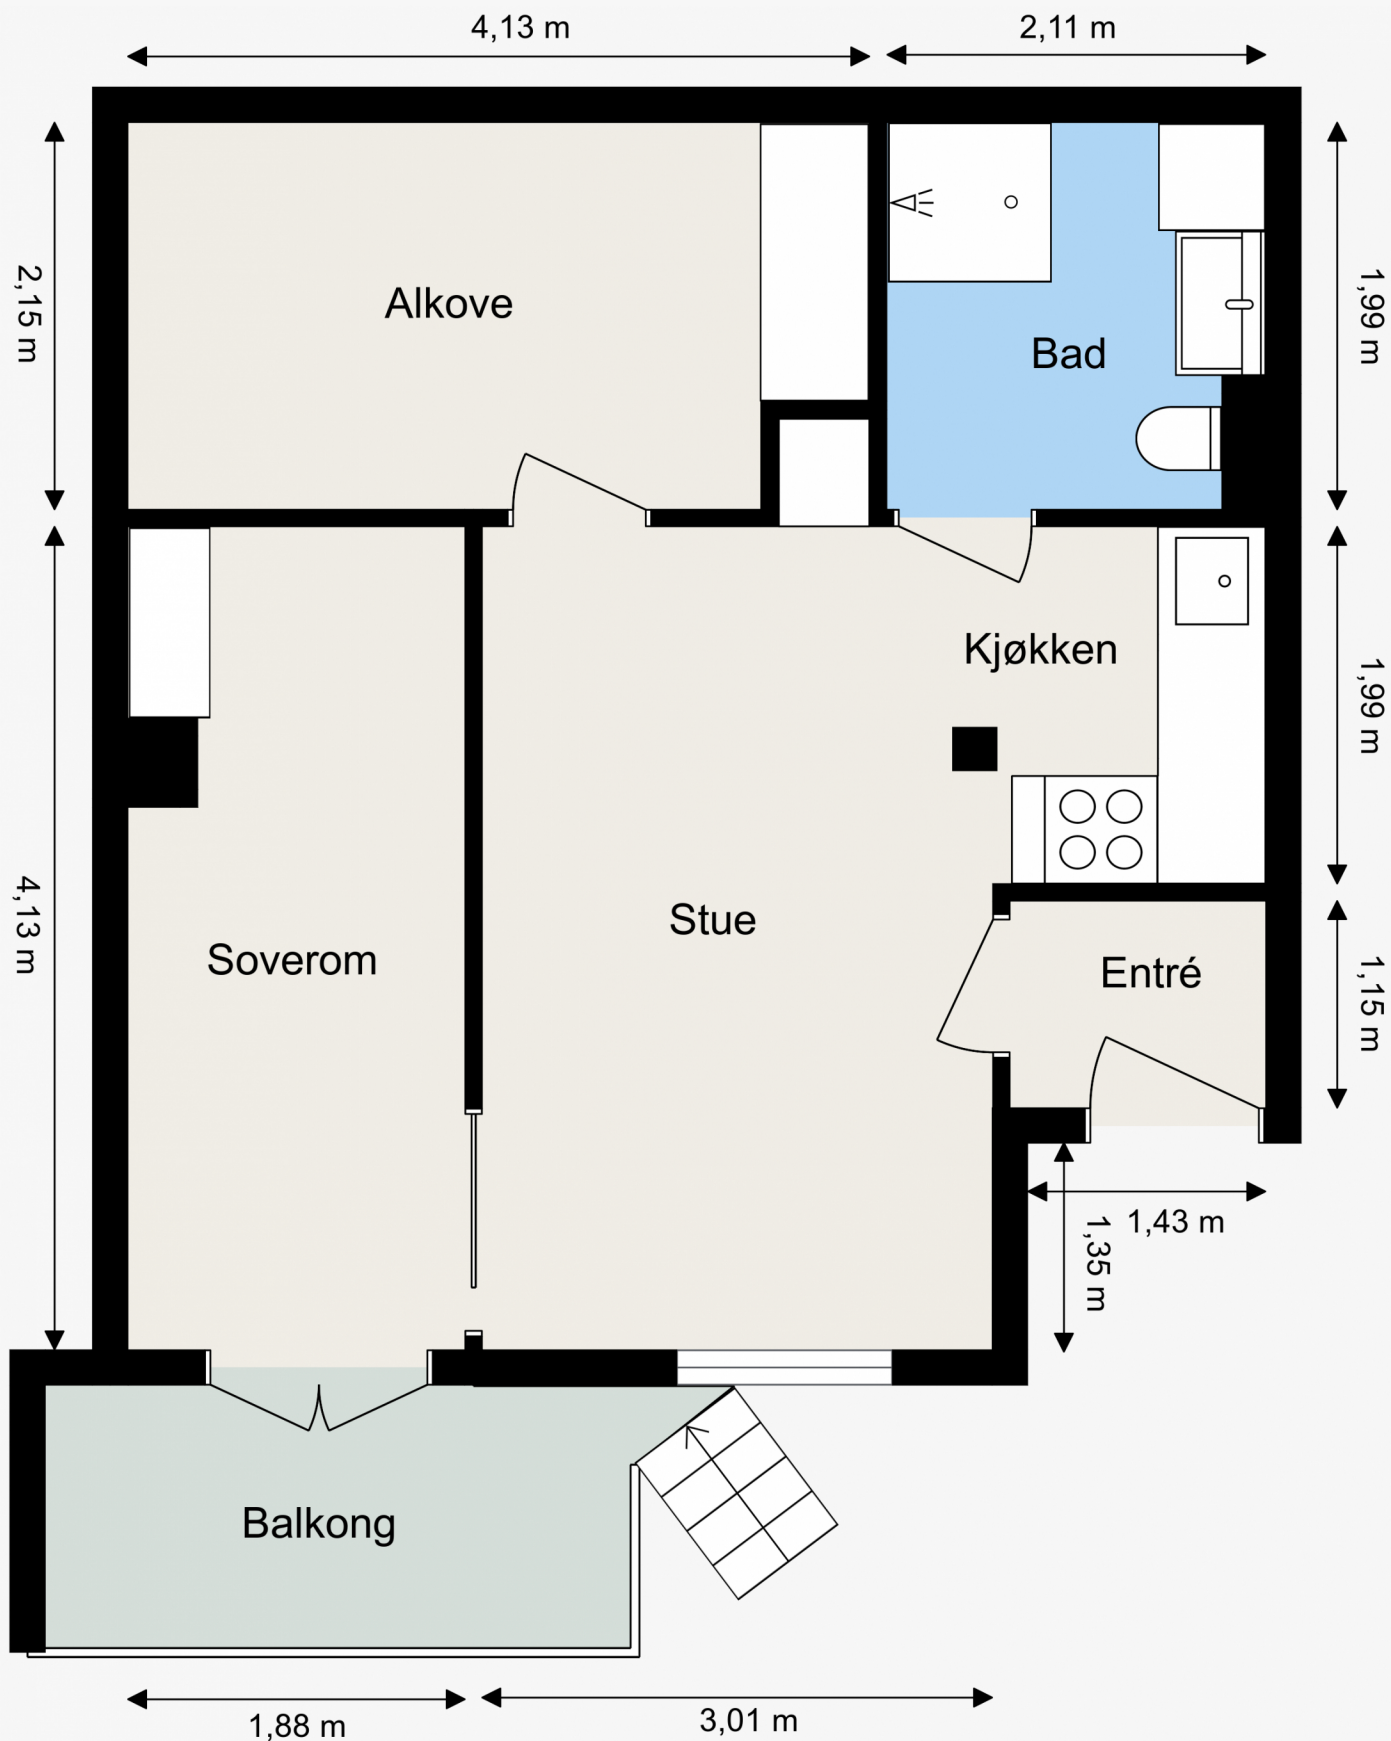 4,13 m
2,11 m
2,15 m
Alkove
Bad
1,99 m
Kjøkken
1,99 m
4,13 m
Stue
Soverom
Entré
1,15 m
1,43 m
1,35 m
Balkong
1,88 m
3,01 m